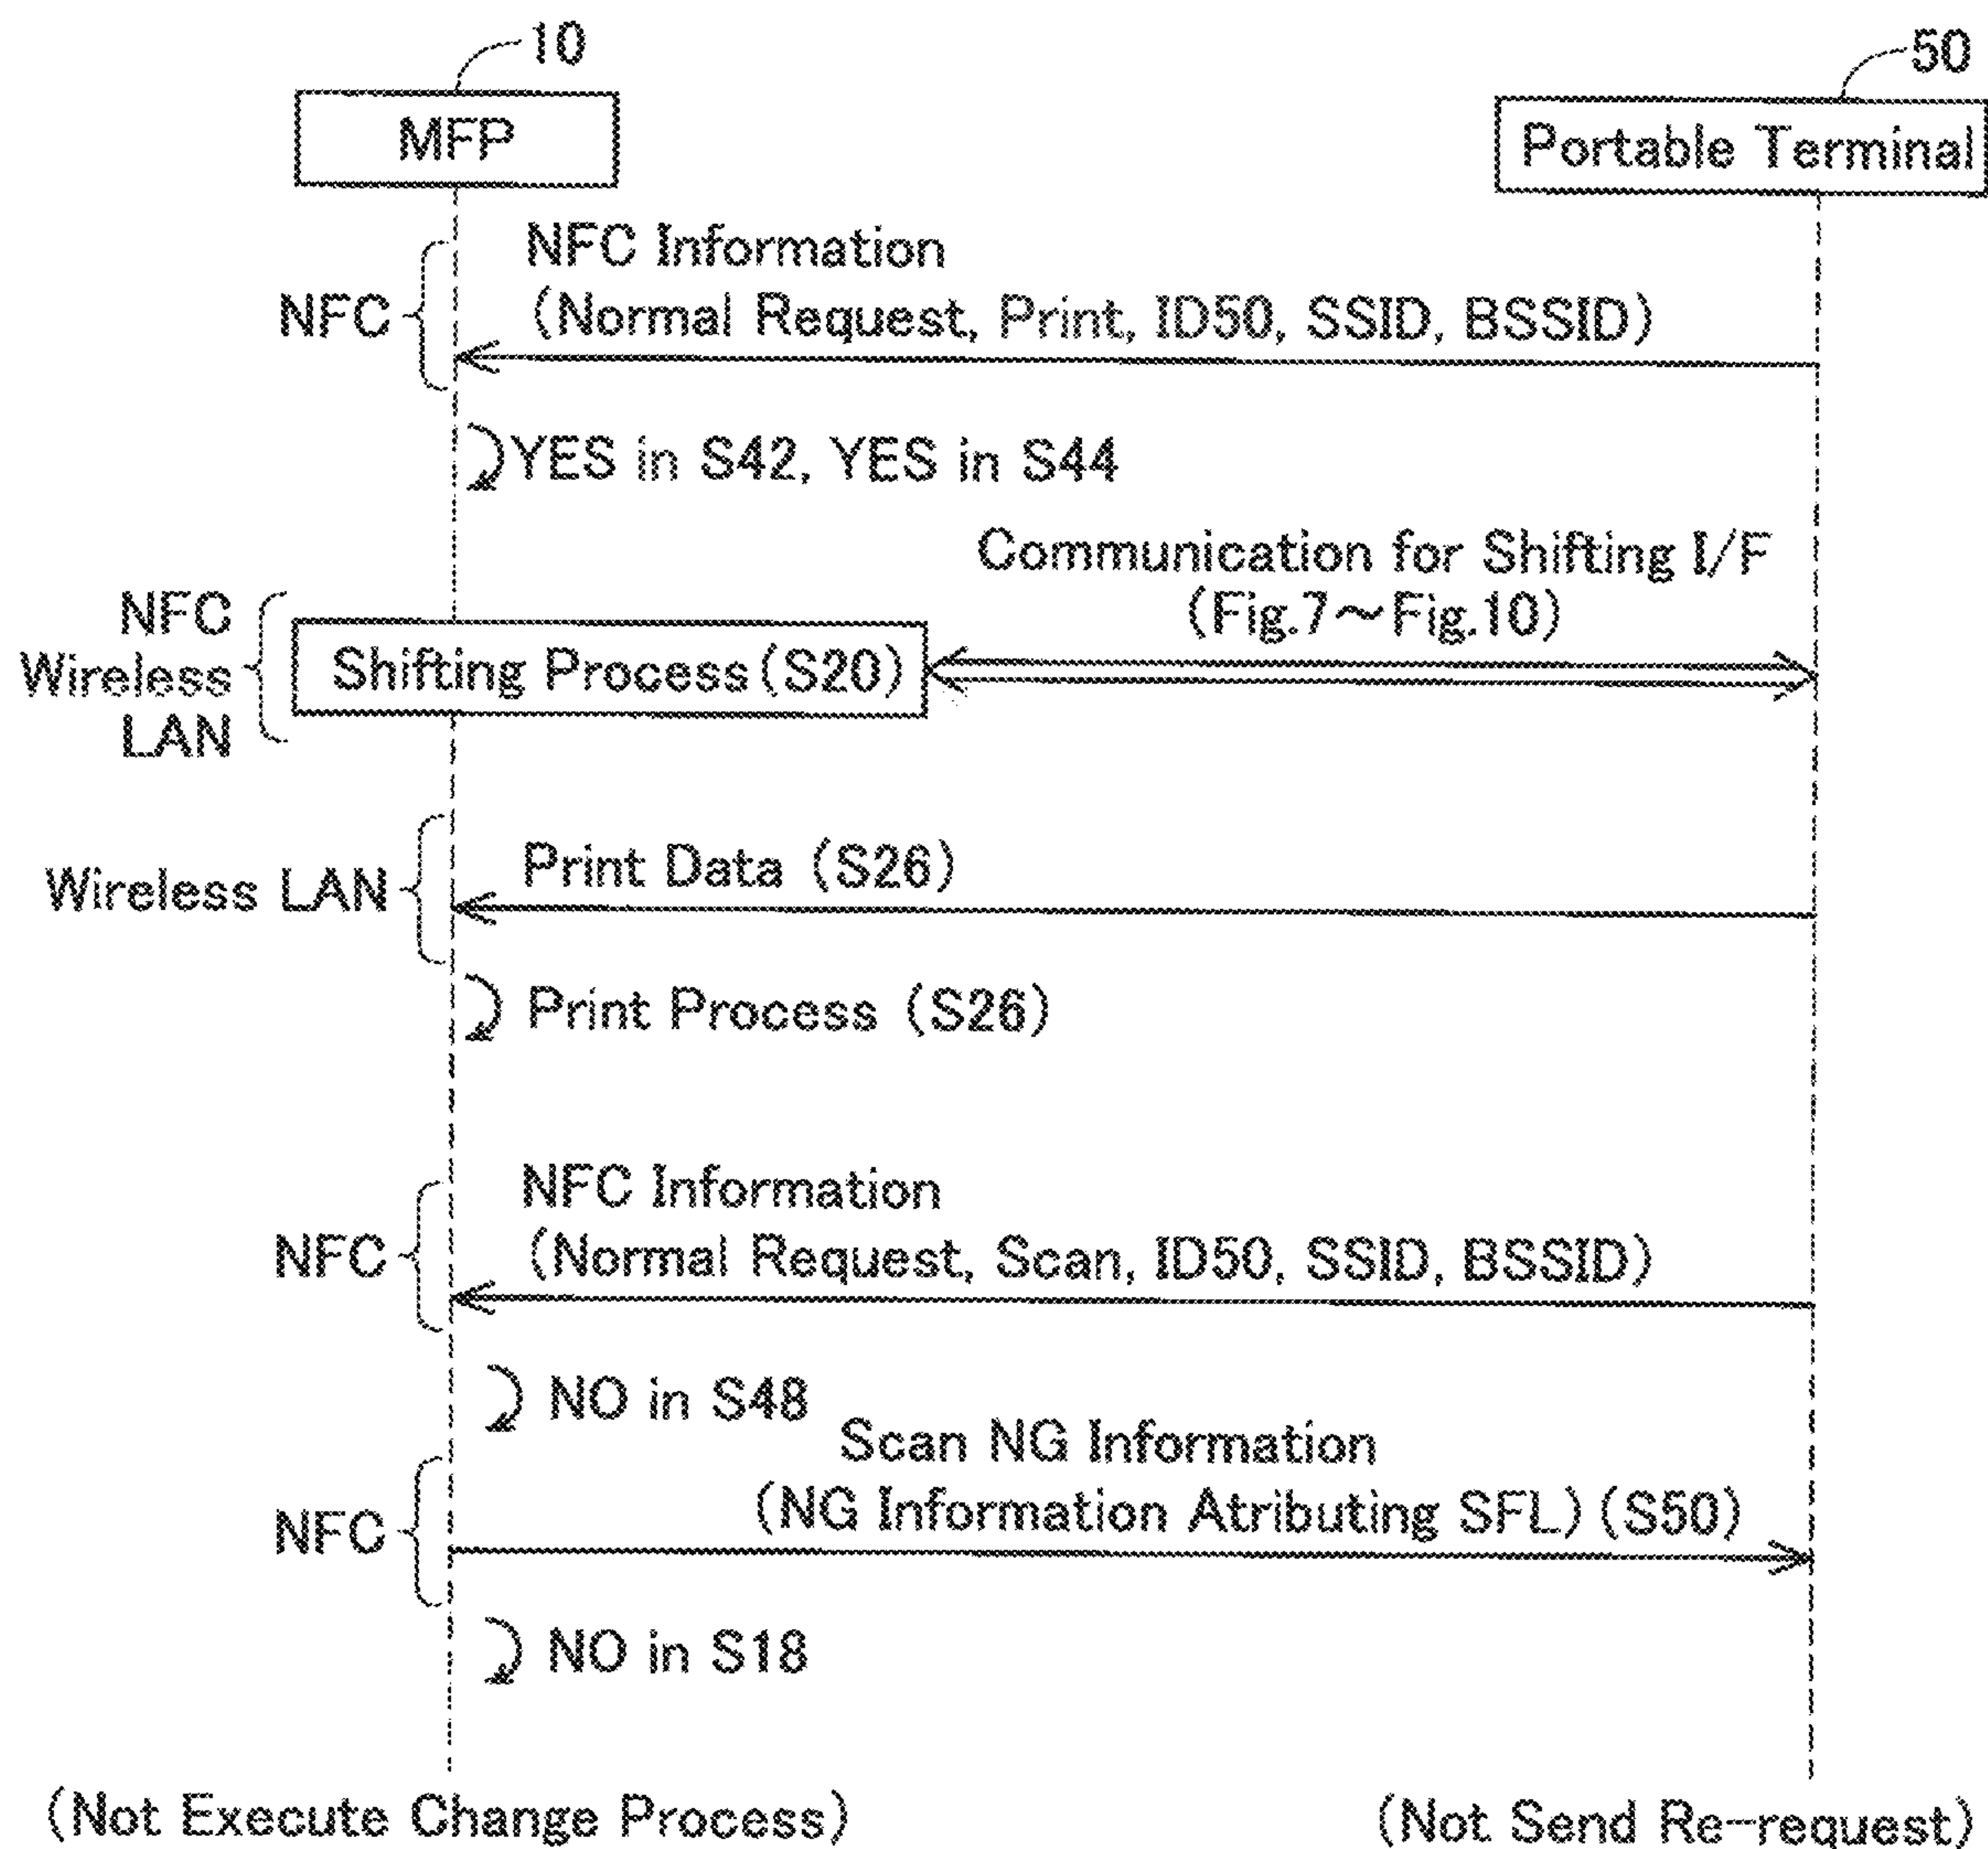 10
50
MFP
Portable Terminal
NFC Information
(Normal Request, Print, ID50, SSID, BSSID)
NFC
YES in S42, YES in S44
Communication for Shifting I/F
(Fig.7～Fig.10)
NFC
Wireless
LAN
Shifting Process(S20)
Print Data (S26)
Wireless LAN
Print Process (S26)
NFC Information
(Normal Request, Scan, ID50, SSID, BSSID)
NFC
NO in S48
Scan NG Information
(NG Information Atributing SFL) (S50)
NFC
NO in S18
(Not Execute Change Process)
(Not Send Re-request)